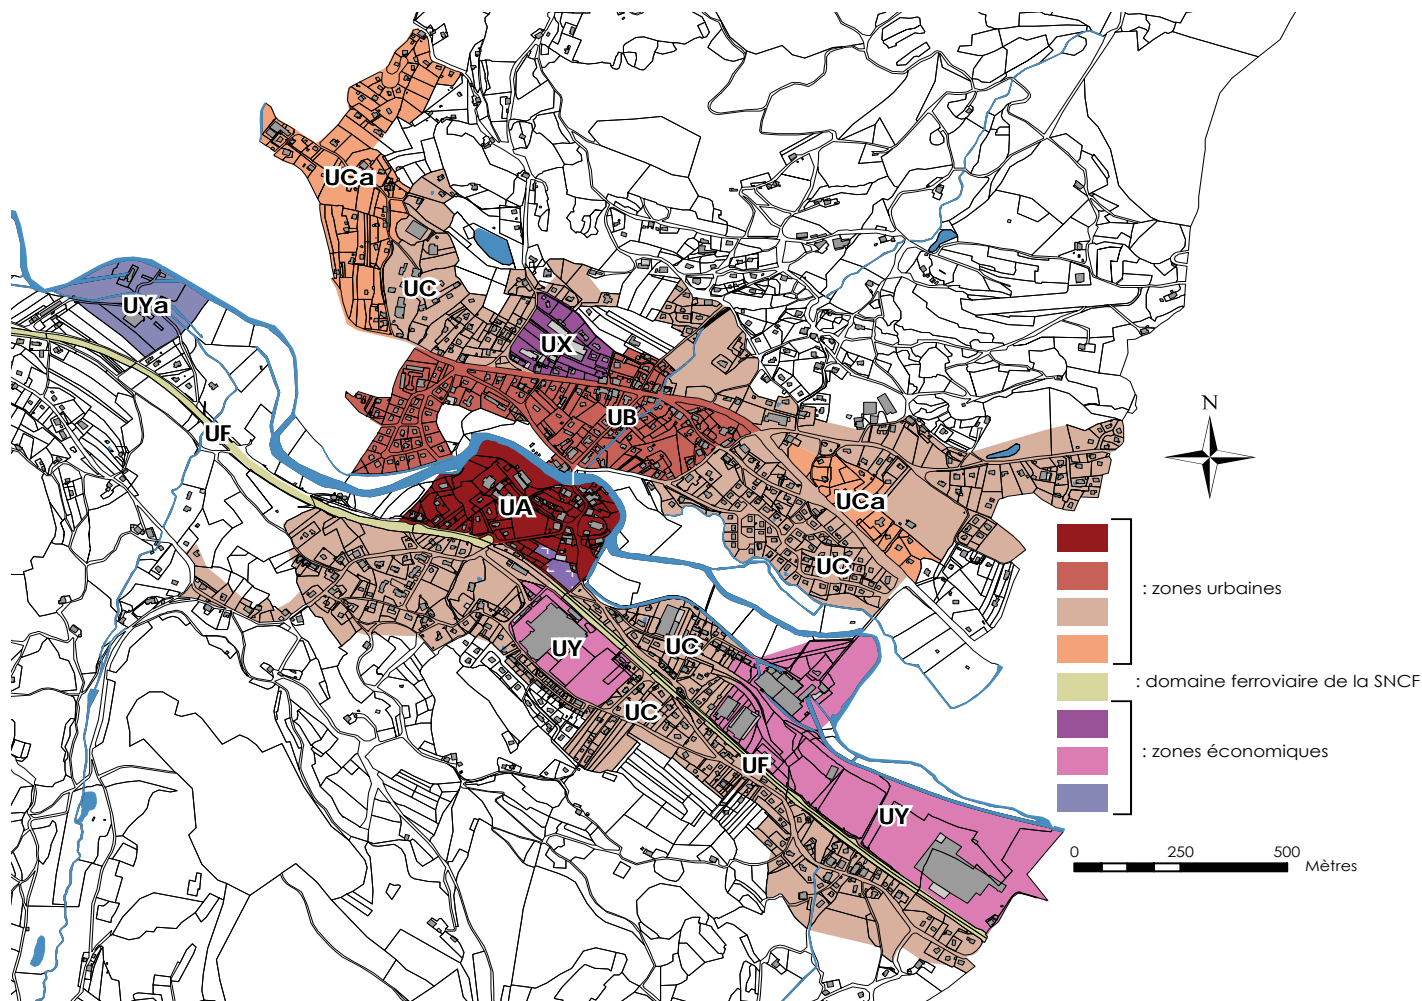 UCa
UC
UYa
UX
UB
UF
N
UCa
UA
: zones urbaines
UC
UY
UC
: domaine ferroviaire de la SNCF
UC
: zones économiques
UF
UY
0 250 500
Mètres